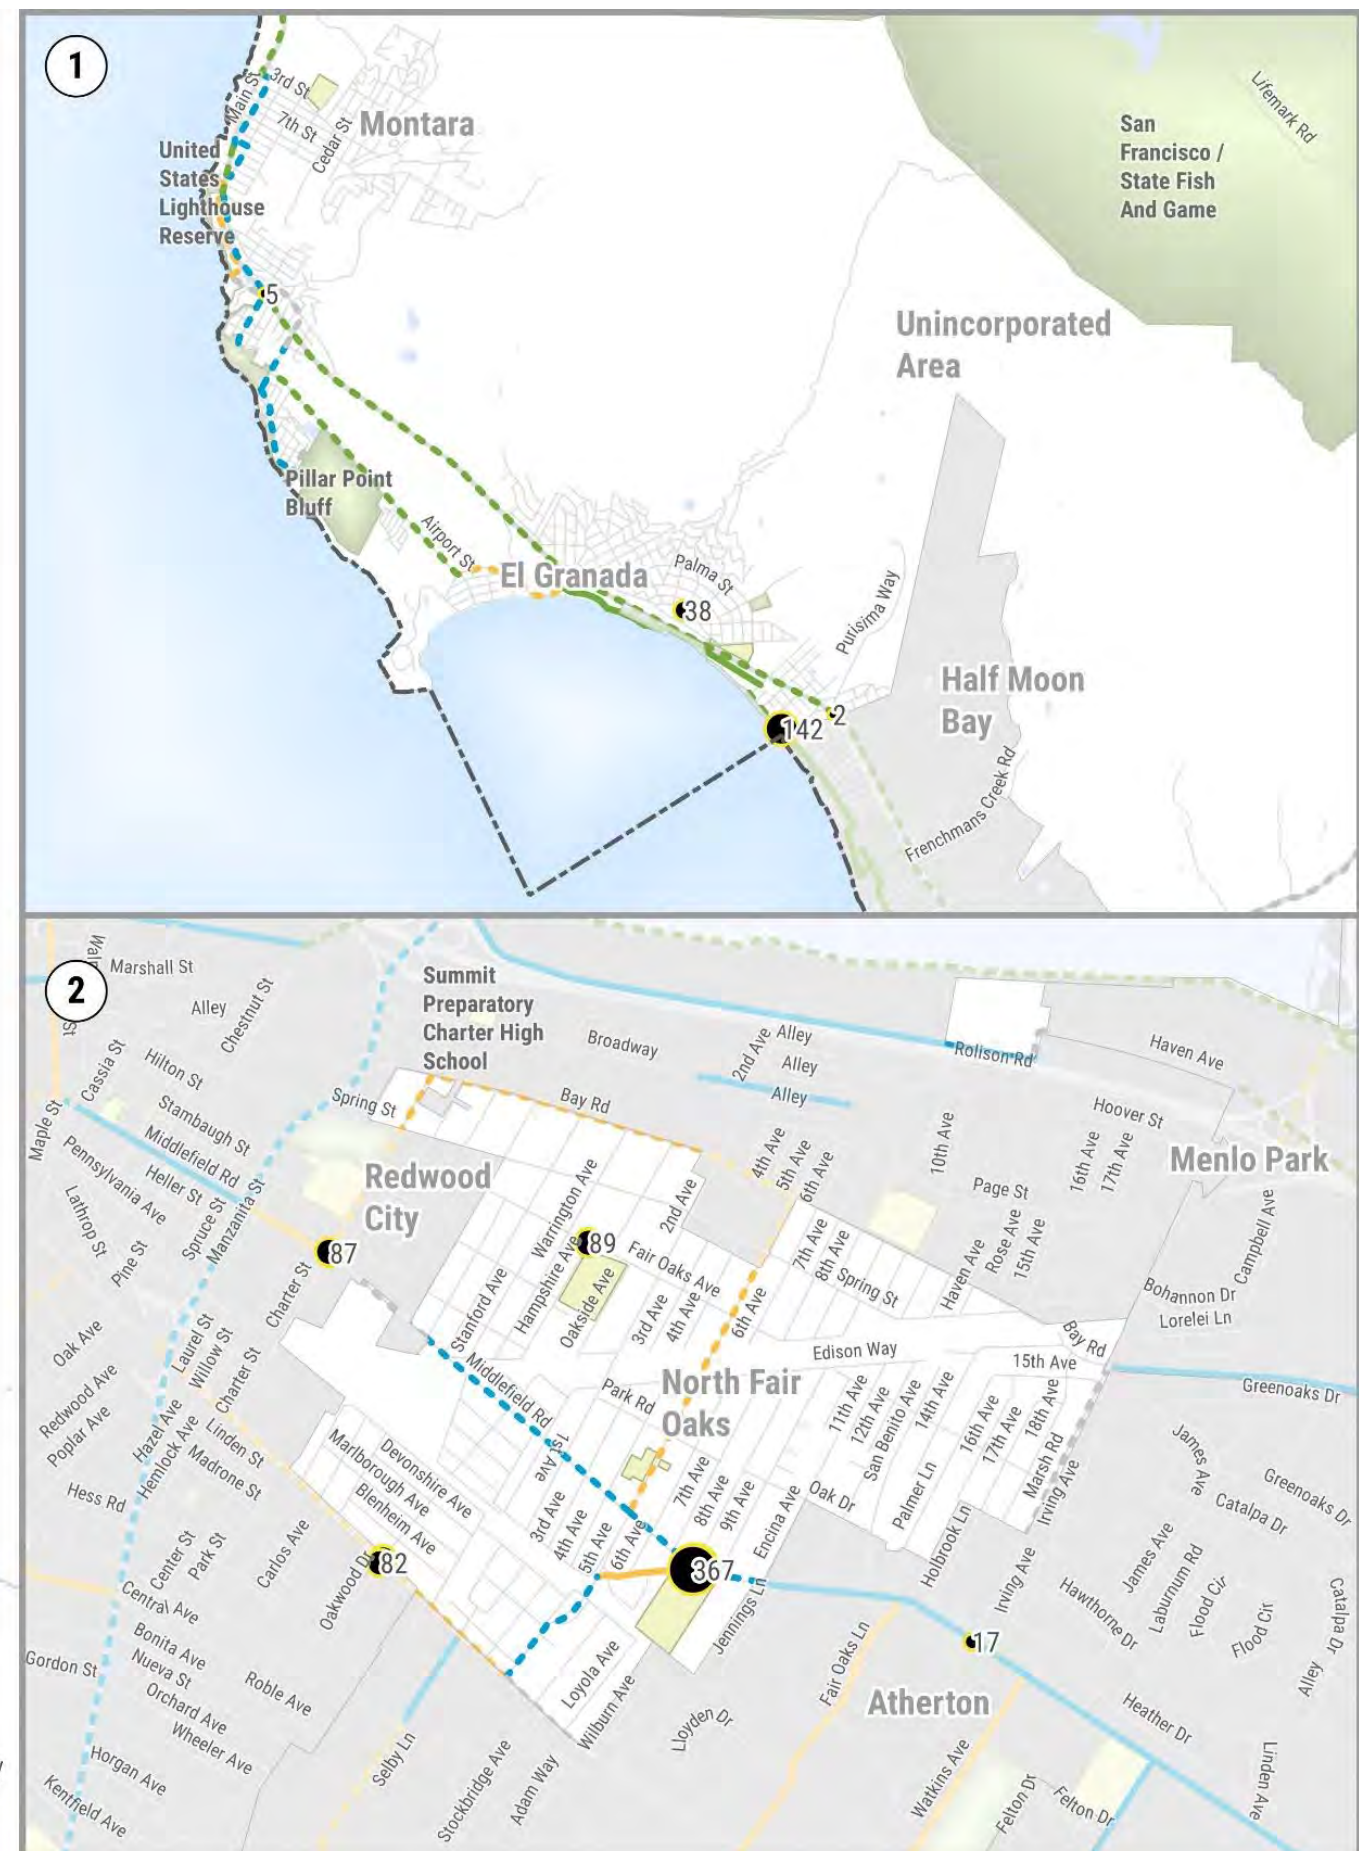 1
3rd St
Main St
7th St
Cedar St
Montara
United
States
Lighthouse
Reserve
San
Francisco /
State Fish
And Game
Lifemark Rd
5
Unincorporated
Area
Pillar Point
Bluff
Airport St
El Granada
Palma St
38
Purisima Way
Half Moon
Bay
2
142
Frenchmans Creek Rd
2
Marshall St
Alley
Chestnut St
St
Cassia St
Hilton St
Stambaugh St
Maple St
Middlefield Rd
Heller St
Pennsylvania Ave
Lathrop St
Pine St
Spruce St
Manzanita St
Summit
Preparatory
Charter High
School
Spring St
Broadway
Bay Rd
2nd Ave
Alley
Alley
Alley
Rolison Rd
Haven Ave
Hoover St
Menlo Park
4th Ave
5th Ave
6th Ave
10th Ave
16th Ave
17th Ave
Page St
Rose Ave
15th Ave
Haven Ave
Campbell Ave
Redwood
City
87
Charter St
Warrington Ave
2nd Ave
89
Hampshire Ave
Fair Oaks Ave
Oakside Ave
Stanford Ave
3rd Ave
4th Ave
6th Ave
7th Ave
8th Ave
Spring St
Bohannon Dr
Lorelei Ln
Bay Rd
Edison Way
15th Ave
Greenoaks Dr
Oak Ave
Redwood Ave
Poplar Ave
Laurel St
Willow St
Charter St
Hazel Ave
Hemlock Ave
Linden St
Madrone St
Hess Rd
Middlefield Rd
Park Rd
North Fair
Oaks
1st Ave
11th Ave
12th Ave
San Benito Ave
14th Ave
16th Ave
17th Ave
18th Ave
Marsh Rd
Irving Ave
Palmer Ln
Oak Dr
Holbrook Ln
James Ave
Greenoaks Dr
Catalpa Dr
Devonshire Ave
Marlborough Ave
Blenheim Ave
3rd Ave
4th Ave
5th Ave
6th Ave
7th Ave
8th Ave
9th Ave
Encina Ave
367
82
Oakwood Dr
Carlos Ave
Center St
Park St
Central Ave
Bonita Ave
Nueva St
Orchard Ave
Wheeler Ave
Roble Ave
Gordon St
Horgan Ave
Kentfield Ave
Selby Ln
Stockbridge Ave
Adam Way
Loyola Ave
Wilburn Ave
Jennings Ln
Lloyden Dr
Fair Oaks Ln
17
Atherton
Irving Ave
Hawthorne Dr
James Ave
Laburnum Rd
Flood Cir
Flood Cir
Catalpa Dr
Alley
Heather Dr
Watkins Ave
Felton Dr
Felton Dr
Linden Ave